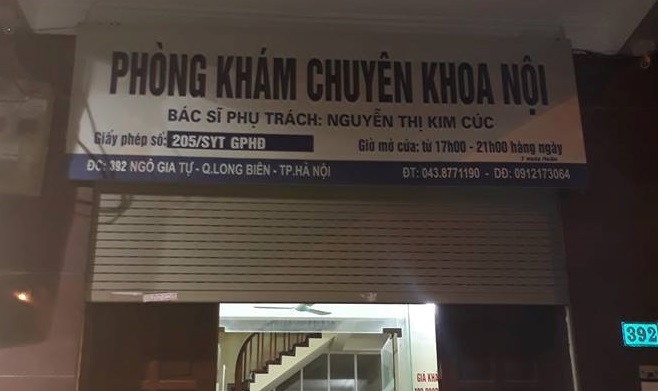 PHÒNG KHÁM CHUYÊN KHOA NỘI
BÁC SĨ PHỤ TRÁCH: NGUYỄN THỊ KIM CÚC
Giấy phép số: 205/SYT GPHĐ Giờ mở cửa: từ 17h00 - 21h00 hàng ngày
ĐC: 392 NGÔ GIA TỰ - Q.LONG BIÊN - TP.HÀ NỘI ĐT: 043.8771190 - DĐ: 0912173064
392
GIÁ KHÁ